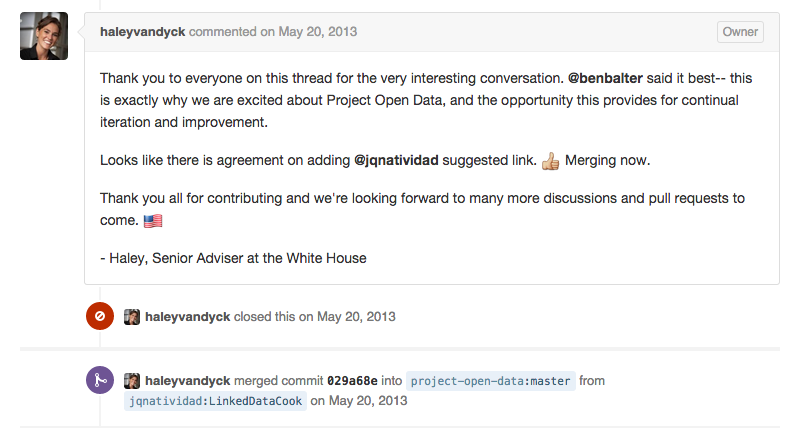 haleyvandyck commented on May 20, 2013 Owner
Thank you to everyone on this thread for the very interesting conversation. @benbalter said it best-- this
is exactly why we are excited about Project Open Data, and the opportunity this provides for continual
iteration and improvement.
Looks like there is agreement on adding @jqnatividad suggested link. 👍 Merging now.
Thank you all for contributing and we're looking forward to many more discussions and pull requests to
come. 🇺🇸
- Haley, Senior Adviser at the White House
haleyvandyck closed this on May 20, 2013
haleyvandyck merged commit 029a68e into project-open-data:master from
jqnatividad:LinkedDataCook on May 20, 2013